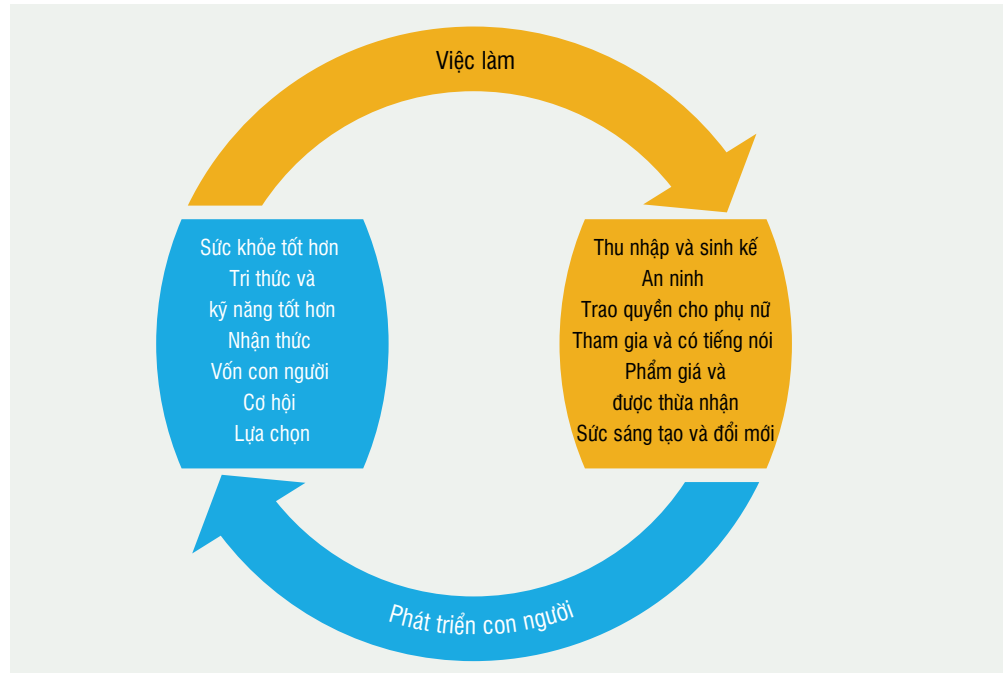 Việc làm
Sức khỏe tốt hơn
Tri thức và
kỹ năng tốt hơn
Nhận thức
Vốn con người
Cơ hội
Lựa chọn
Thu nhập và sinh kế
An ninh
Trao quyền cho phụ nữ
Tham gia và có tiếng nói
Phẩm giá và
được thừa nhận
Sức sáng tạo và đổi mới
Phát triển con người